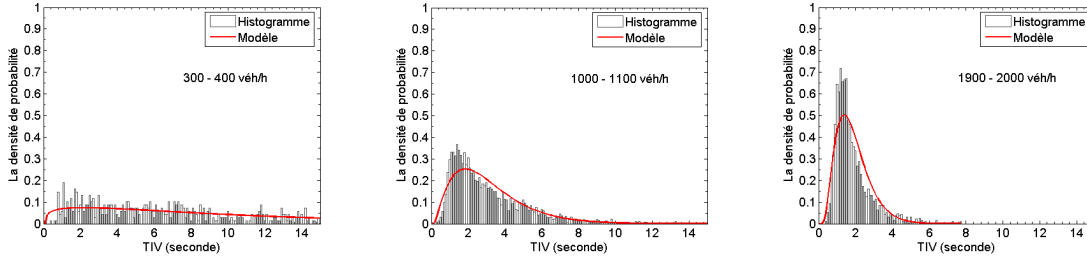 La densité de probabilité
1
0.9
0.8
0.7
0.6
0.5
0.4
0.3
0.2
0.1
0
Histogramme
Modèle
300 - 400 véh/h
0 2 4 6 8 10 12 14
TIV (seconde)
La densité de probabilité
1
0.9
0.8
0.7
0.6
0.5
0.4
0.3
0.2
0.1
0
Histogramme
Modèle
1000 - 1100 véh/h
0 2 4 6 8 10 12 14
TIV (seconde)
La densité de probabilité
1
0.9
0.8
0.7
0.6
0.5
0.4
0.3
0.2
0.1
0
Histogramme
Modèle
1900 - 2000 véh/h
0 2 4 6 8 10 12 14
TIV (seconde)